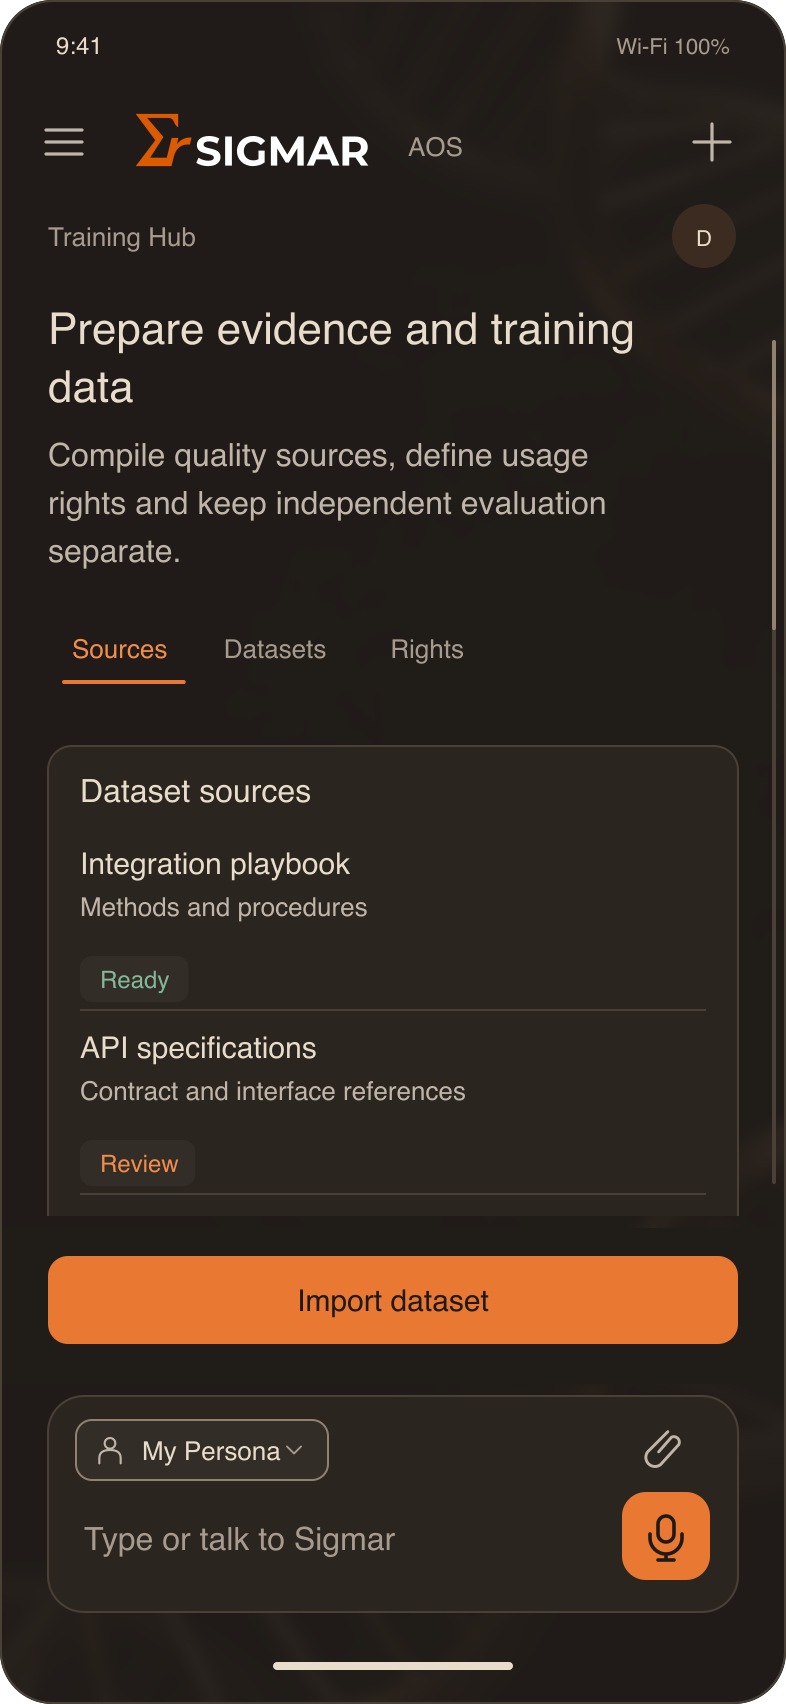 9:41
Wi-Fi 100%
Σr SIGMAR
AOS
Training Hub
D
Prepare evidence and training
data
Compile quality sources, define usage
rights and keep independent evaluation
separate.
Sources
Datasets
Rights
Dataset sources
Integration playbook
Methods and procedures
Ready
API specifications
Contract and interface references
Review
Import dataset
My Persona
Type or talk to Sigmar